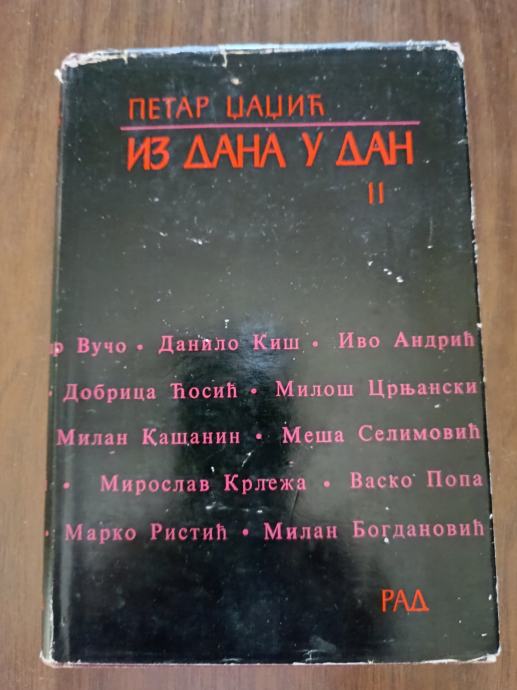 ПЕТАР ЏАЏИЋ
ИЗ ДАНА У ДАН
II
р Вучо • Данило Киш • Иво Андрић
• Добрица Ћосић • Милош Црњански
Милан Кашанин • Меша Селимовић
• Мирослав Крлежа • Васко Попа
• Марко Ристић • Милан Богдановић
РАД